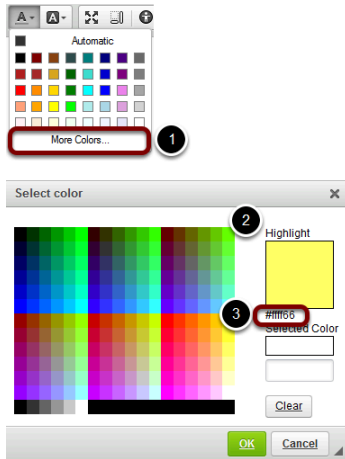 A
A
Automatic
More Colors...
1
Select color
2
Highlight
3
#ffff66
Selected Color
Clear
OK
Cancel